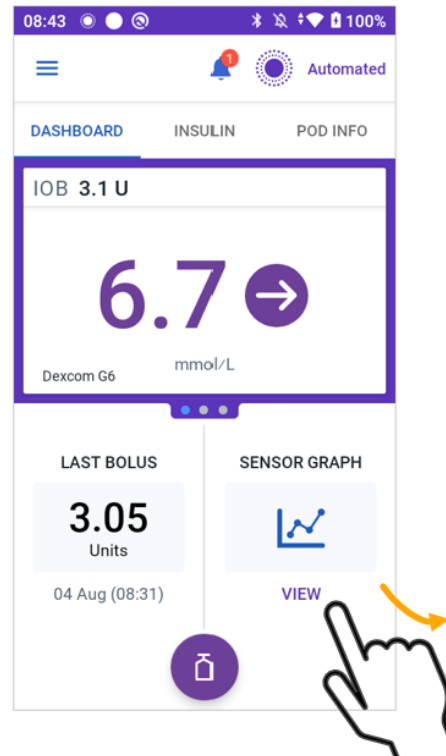 08:43 100%
1
Automated
DASHBOARD INSULIN POD INFO
IOB 3.1 U
6.7
mmol/L
Dexcom G6
LAST BOLUS
3.05
Units
04 Aug (08:31)
SENSOR GRAPH
VIEW